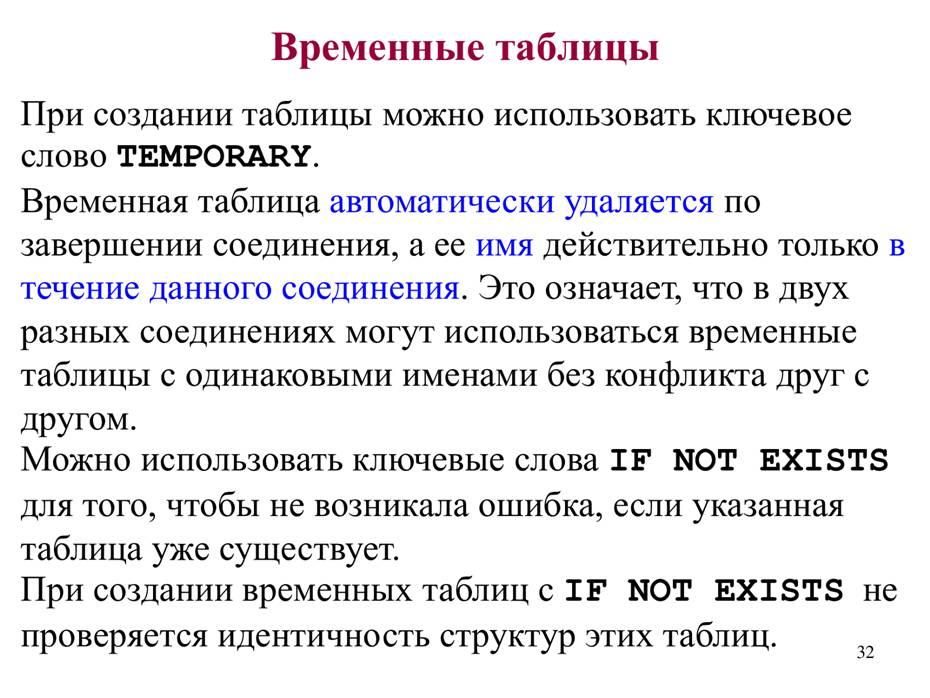 Временные таблицы
При создании таблицы можно использовать ключевое
слово TEMPORARY.
Временная таблица автоматически удаляется по
завершении соединения, а ее имя действительно только в
течение данного соединения. Это означает, что в двух
разных соединениях могут использоваться временные
таблицы с одинаковыми именами без конфликта друг с
другом.
Можно использовать ключевые слова IF NOT EXISTS
для того, чтобы не возникала ошибка, если указанная
таблица уже существует.
При создании временных таблиц с IF NOT EXISTS не
проверяется идентичность структур этих таблиц.
32